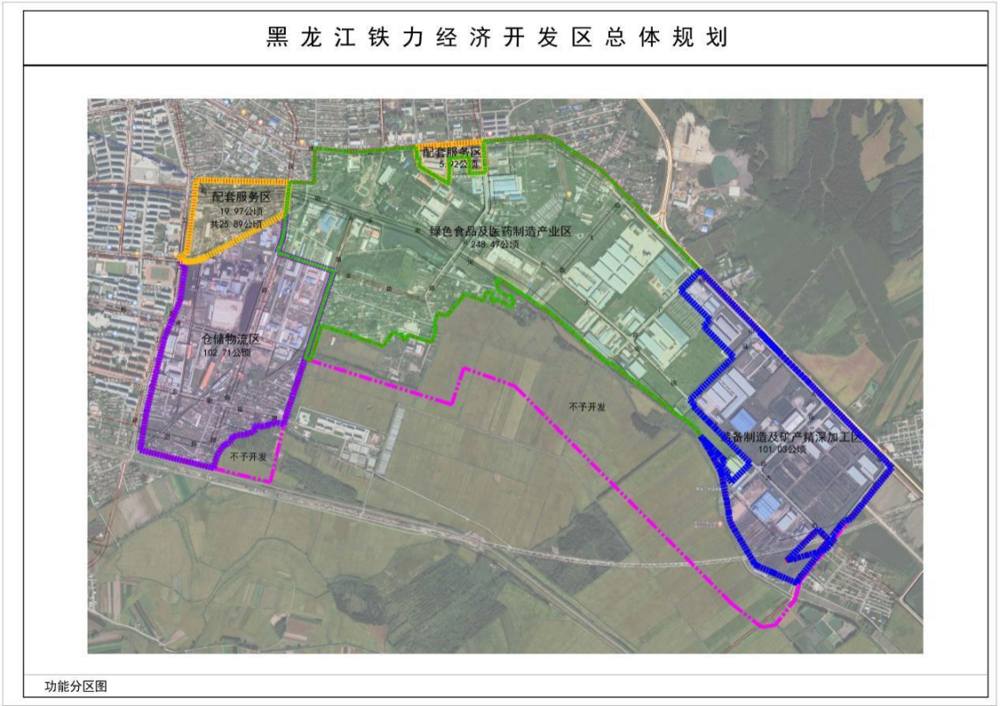 黑龙江铁力经济开发区总体规划
配套服务区
5.92公顷
配套服务区
19.97公顷
共25.89公顷
绿色食品及医药制造产业区
248.47公顷
仓储物流区
102.71公顷
不予开发
装备制造及矿产精深加工区
101.03公顷
不予开发
功能分区图